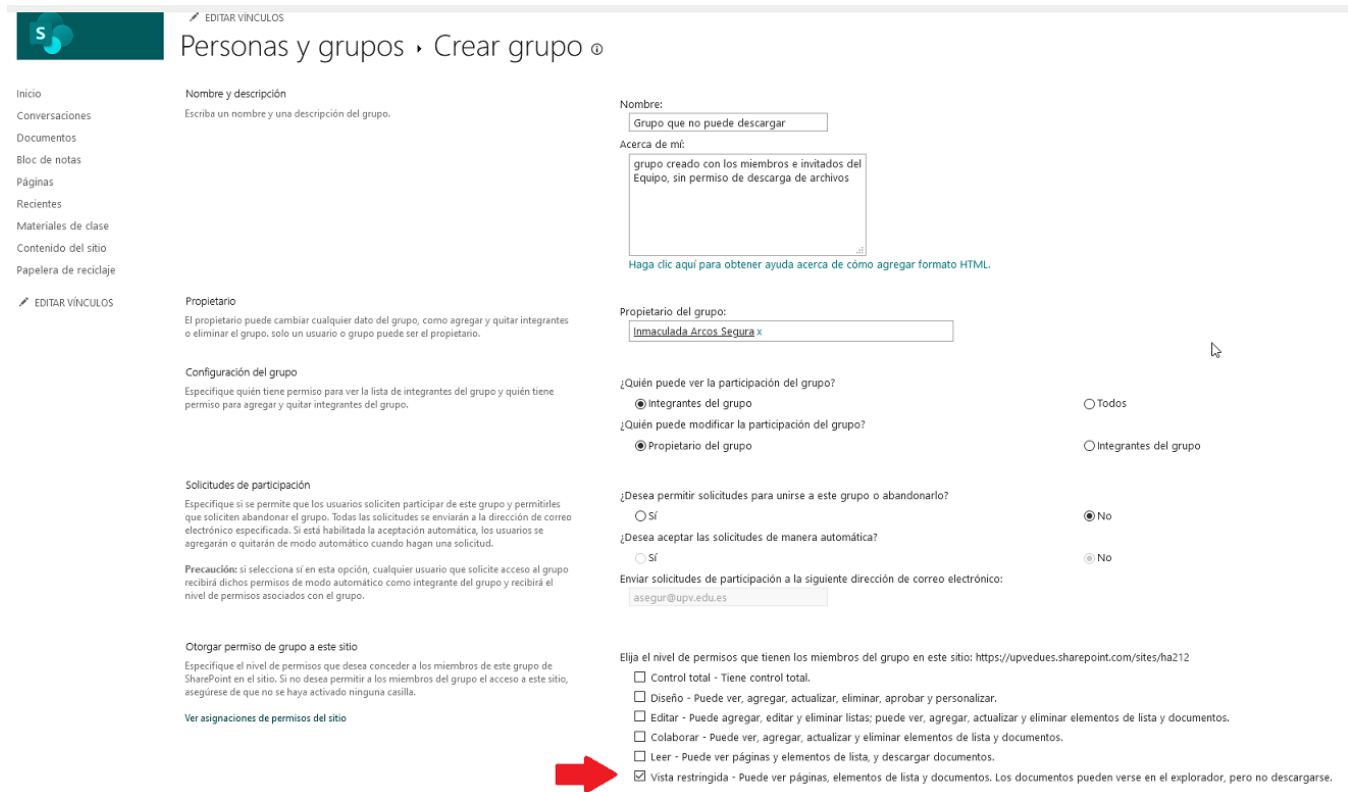 S
EDITAR VÍNCULOS
Personas y grupos › Crear grupo
Inicio
Conversaciones
Documentos
Bloc de notas
Páginas
Recientes
Materiales de clase
Contenido del sitio
Papelera de reciclaje
EDITAR VÍNCULOS
Nombre y descripción
Escriba un nombre y una descripción del grupo.
Nombre:
Grupo que no puede descargar
Acerca de mí:
grupo creado con los miembros e invitados del
Equipo, sin permiso de descarga de archivos
Haga clic aquí para obtener ayuda acerca de cómo agregar formato HTML.
Propietario
El propietario puede cambiar cualquier dato del grupo, como agregar y quitar integrantes
o eliminar el grupo. solo un usuario o grupo puede ser el propietario.
Propietario del grupo:
Inmaculada Arcos Segura x
Configuración del grupo
Especifique quién tiene permiso para ver la lista de integrantes del grupo y quién tiene
permiso para agregar y quitar integrantes del grupo.
¿Quién puede ver la participación del grupo?
Integrantes del grupo
Todos
¿Quién puede modificar la participación del grupo?
Propietario del grupo
Integrantes del grupo
Solicitudes de participación
Especifique si se permite que los usuarios soliciten participar de este grupo y permitirles
que soliciten abandonar el grupo. Todas las solicitudes se enviarán a la dirección de correo
electrónico especificada. Si está habilitada la aceptación automática, los usuarios se
agregarán o quitarán de modo automático cuando hagan una solicitud.
Precaución: si selecciona sí en esta opción, cualquier usuario que solicite acceso al grupo
recibirá dichos permisos de modo automático como integrante del grupo y recibirá el
nivel de permisos asociados con el grupo.
¿Desea permitir solicitudes para unirse a este grupo o abandonarlo?
Sí
No
¿Desea aceptar las solicitudes de manera automática?
Sí
No
Enviar solicitudes de participación a la siguiente dirección de correo electrónico:
asegur@upv.edu.es
Otorgar permiso de grupo a este sitio
Especifique el nivel de permisos que desea conceder a los miembros de este grupo de
SharePoint en el sitio. Si no desea permitir a los miembros del grupo el acceso a este sitio,
asegúrese de que no se haya activado ninguna casilla.
Ver asignaciones de permisos del sitio
Elija el nivel de permisos que tienen los miembros del grupo en este sitio: https://upvedues.sharepoint.com/sites/ha212
Control total - Tiene control total.
Diseño - Puede ver, agregar, actualizar, eliminar, aprobar y personalizar.
Editar - Puede agregar, editar y eliminar listas; puede ver, agregar, actualizar y eliminar elementos de lista y documentos.
Colaborar - Puede ver, agregar, actualizar y eliminar elementos de lista y documentos.
Leer - Puede ver páginas y elementos de lista, y descargar documentos.
Vista restringida - Puede ver páginas, elementos de lista y documentos. Los documentos pueden verse en el explorador, pero no descargarse.